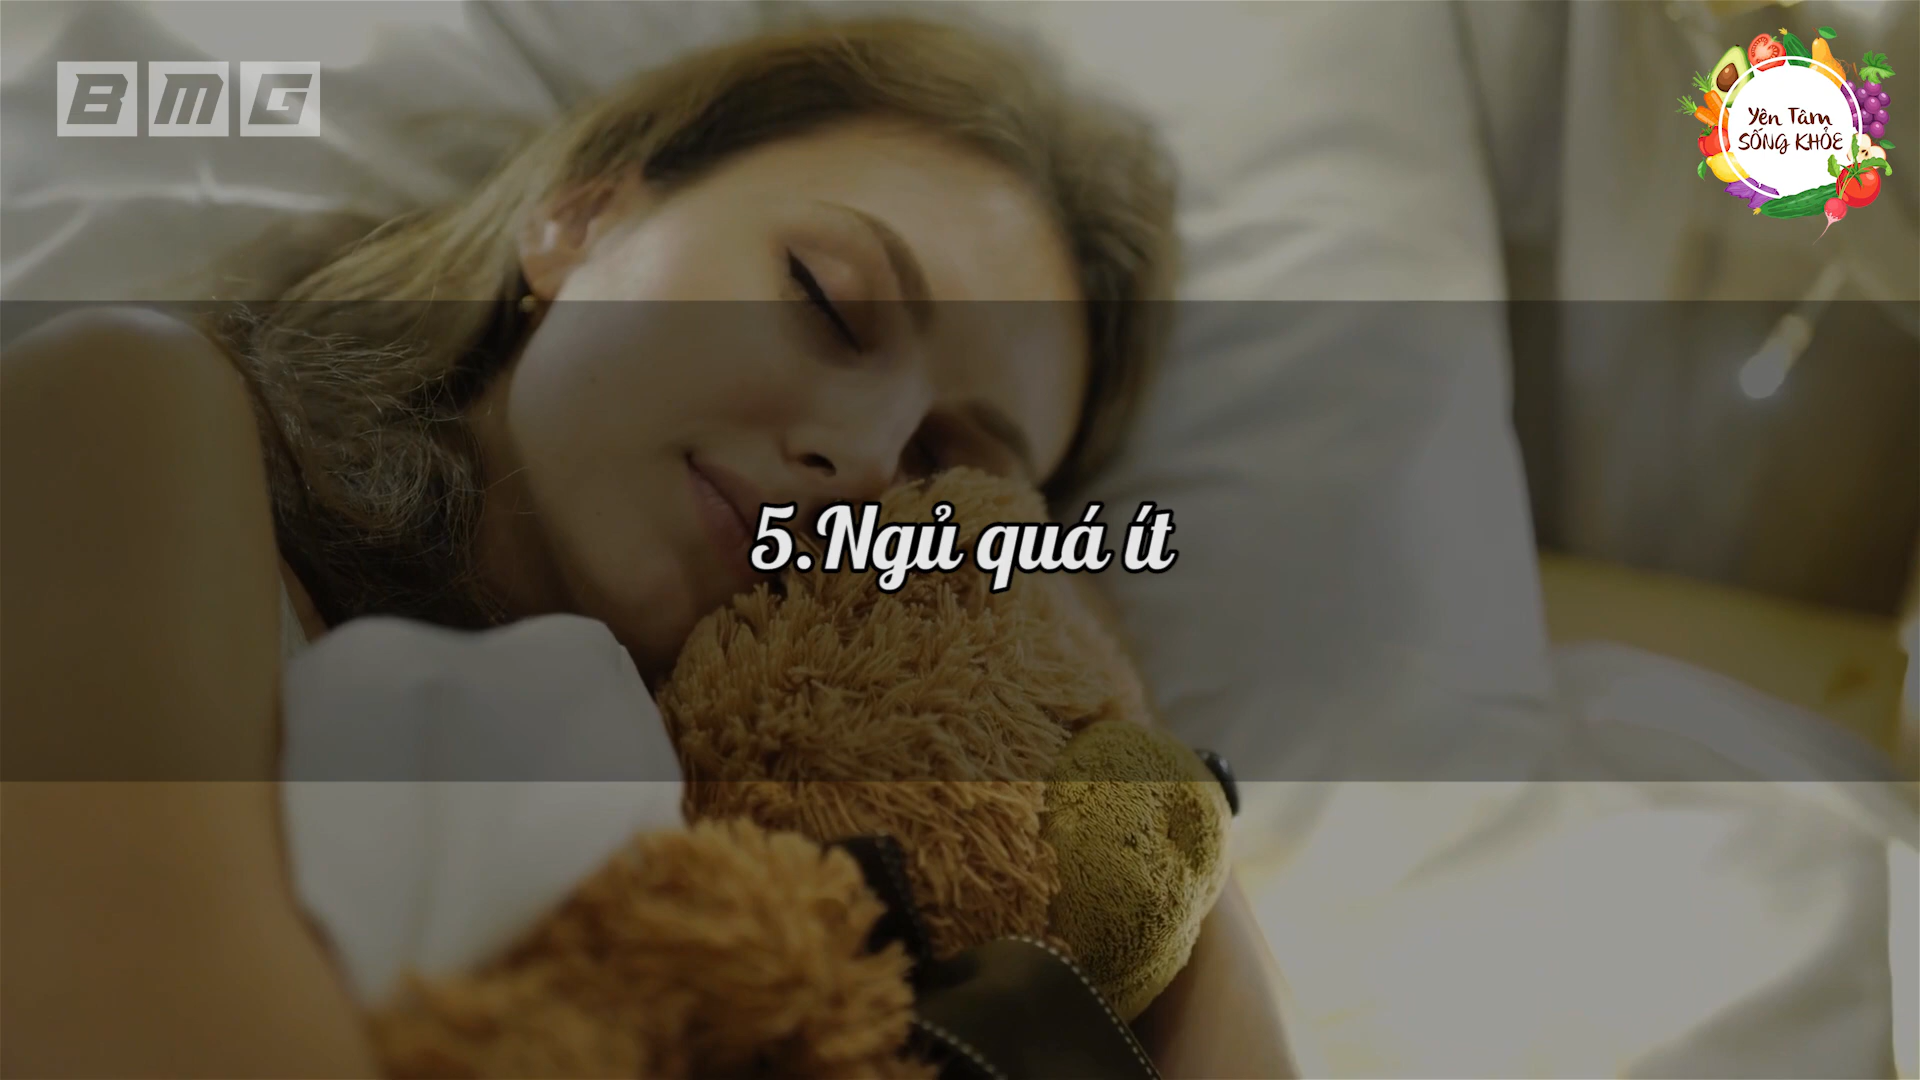 BMG
Yên Tâm
SỐNG KHỎE
5.Ngủ quá ít